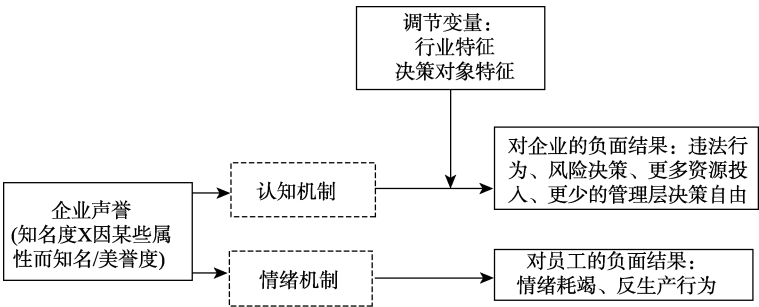 调节变量：
行业特征
决策对象特征
对企业的负面结果：违法行
为、风险决策、更多资源投
入、更少的管理层决策自由
认知机制
企业声誉
(知名度X因某些属
性而知名/美誉度)
情绪机制
对员工的负面结果：
情绪耗竭、反生产行为